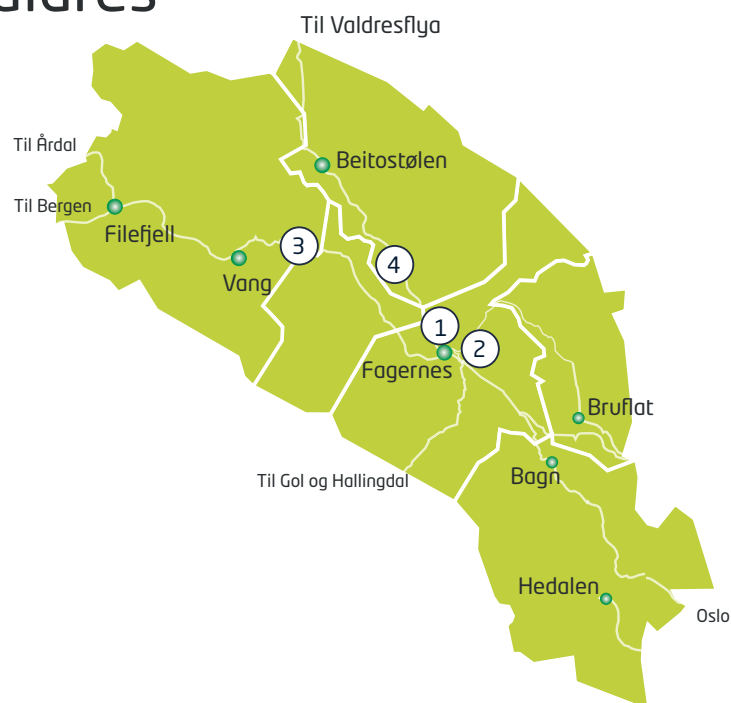 Til Valdresflya
Til Årdal
Beitostølen
Til Bergen
Filefjell
3
4
Vang
1
2
Fagernes
Bruflat
Til Gol og Hallingdal
Bagn
Hedalen
Oslo